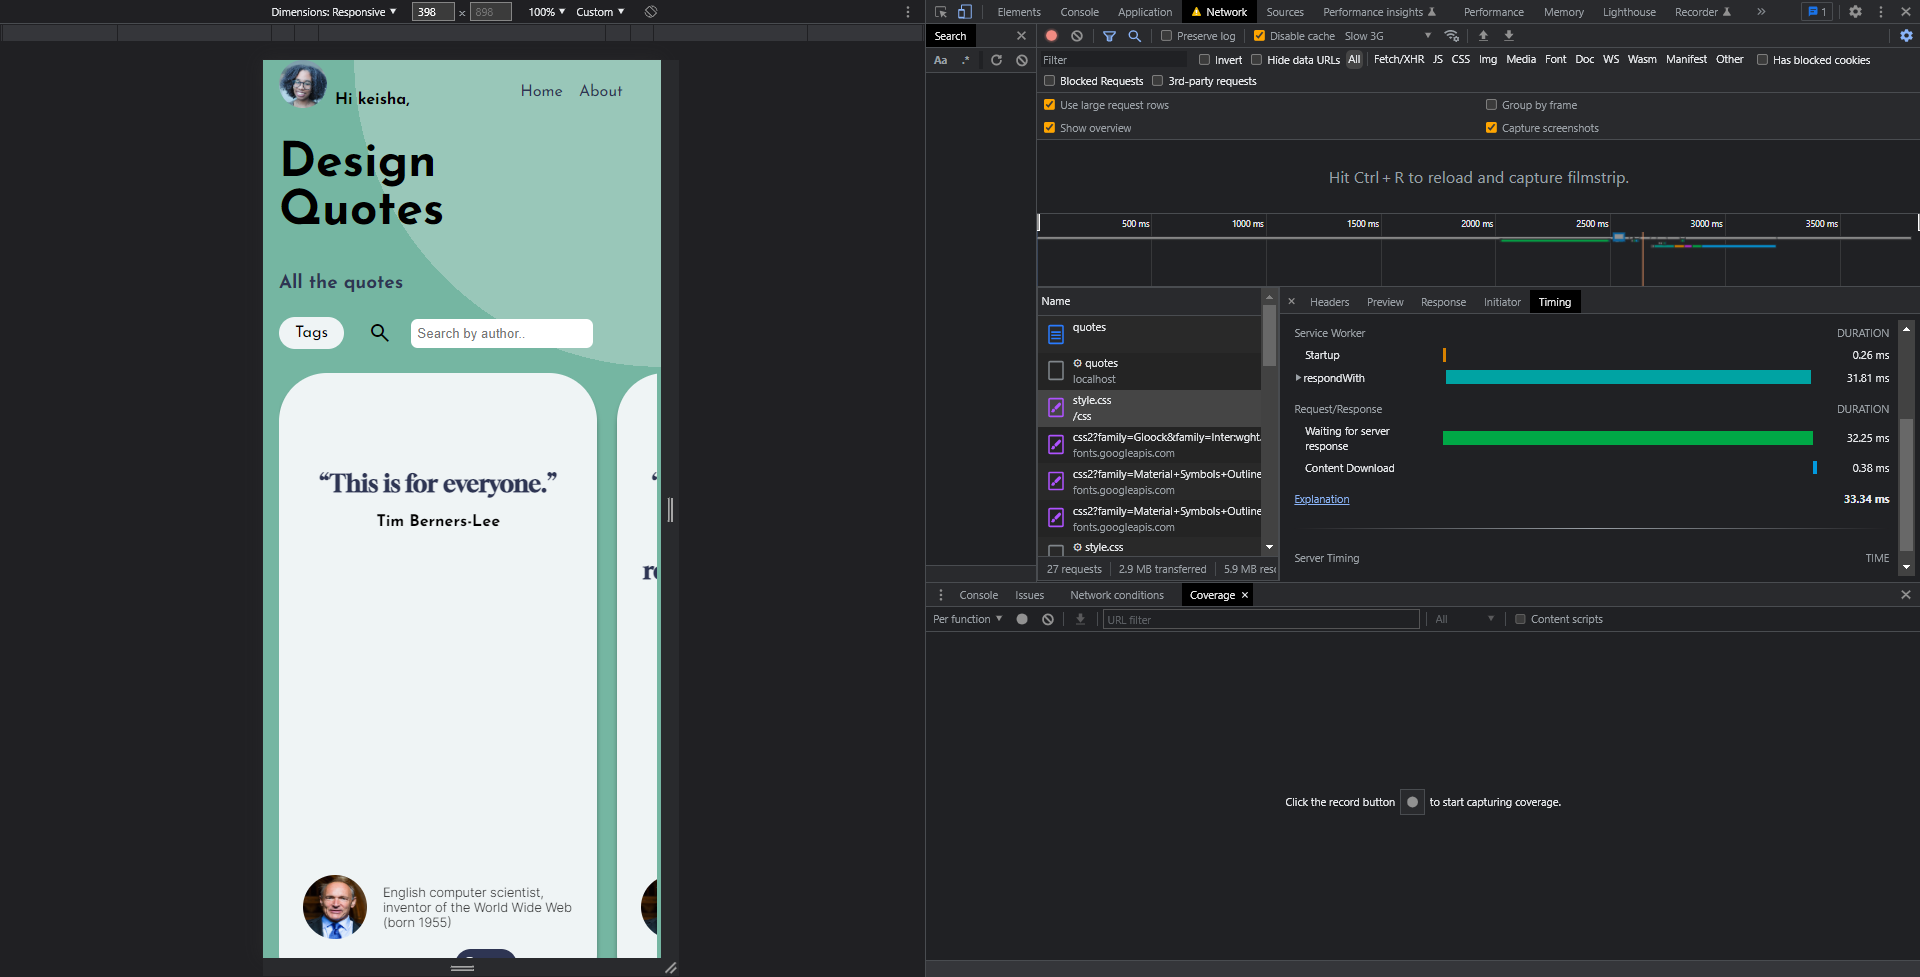 Dimensions: Responsive ▼ 398 × 898 100% ▼ Custom ▼
Hi keisha,
Home About
Design
Quotes
All the quotes
Tags
Search by author..
“This is for everyone.”
Tim Berners-Lee
English computer scientist,
inventor of the World Wide Web
(born 1955)
Elements Console Application Network Sources Performance insights Performance Memory Lighthouse Recorder » 1
Search
Aa .*
Preserve log Disable cache Slow 3G ▼
Filter Invert Hide data URLs All Fetch/XHR JS CSS Img Media Font Doc WS Wasm Manifest Other Has blocked cookies
Blocked Requests 3rd-party requests
Use large request rows Group by frame
Show overview Capture screenshots
Hit Ctrl + R to reload and capture filmstrip.
500 ms 1000 ms 1500 ms 2000 ms 2500 ms 3000 ms 3500 ms
Name
quotes
quotes
localhost
style.css
/css
css2?family=Gloock&family=Inter:wght.
fonts.googleapis.com
css2?family=Material+Symbols+Outline
fonts.googleapis.com
css2?family=Material+Symbols+Outline
fonts.googleapis.com
style.css
27 requests 2.9 MB transferred 5.9 MB res
× Headers Preview Response Initiator Timing
Service Worker DURATION
Startup 0.26 ms
respondWith 31.81 ms
Request/Response DURATION
Waiting for server
response 32.25 ms
Content Download 0.38 ms
Explanation 33.34 ms
Server Timing TIME
Console Issues Network conditions Coverage ×
Per function ▼ URL filter All ▼ Content scripts
Click the record button to start capturing coverage.